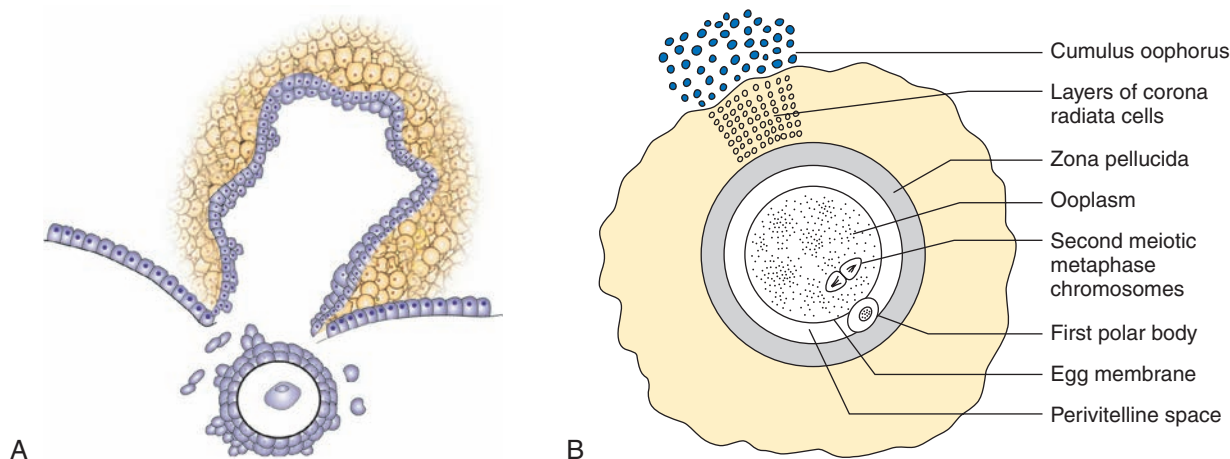 A
B
Cumulus oophorus
Layers of corona
radiata cells
Zona pellucida
Ooplasm
Second meiotic
metaphase
chromosomes
First polar body
Egg membrane
Perivitelline space